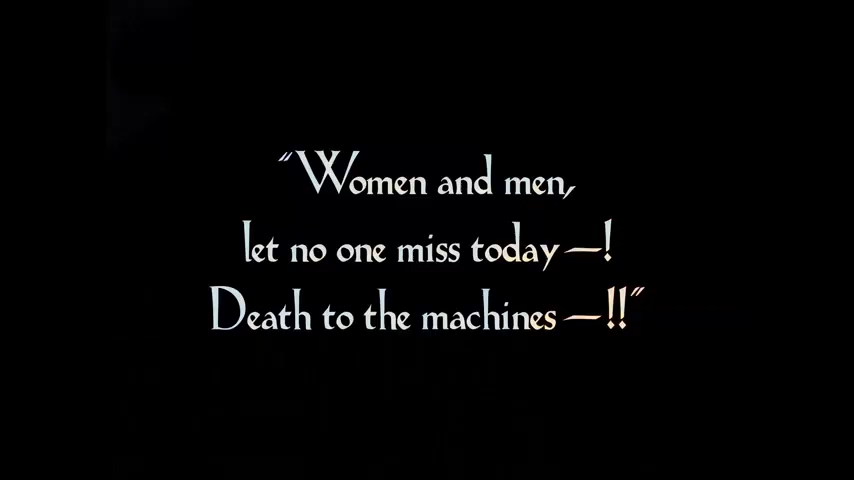 "Women and men,
let no one miss today—!
Death to the machines—!!"